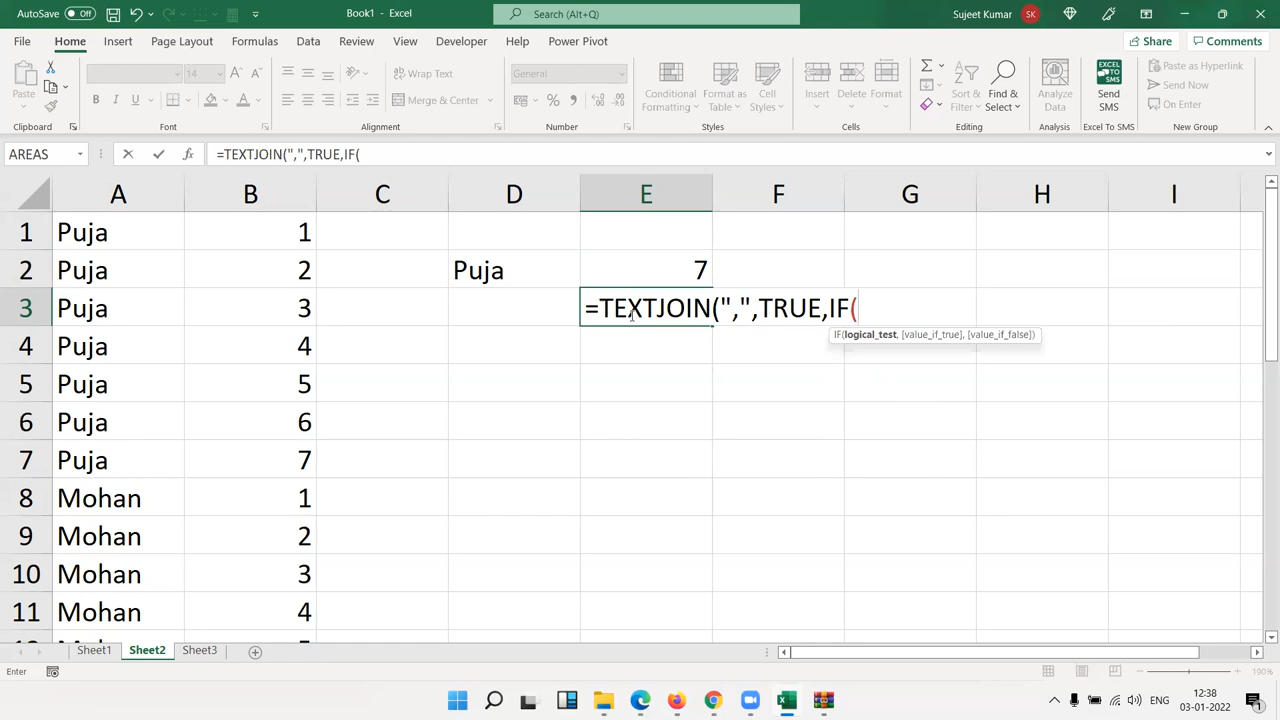 AutoSave Off Book1 - Excel Search (Alt+Q) Sujeet Kumar SK
File Home Insert Page Layout Formulas Data Review View Developer Help Power Pivot Share Comments
Paste 14 Wrap Text General Conditional Formatting Format as Table Cell Styles Insert Delete Format Sort & Filter Find & Select Analyze Data Send SMS Paste as Hyperlink
Merge & Center Send Now
On Enter
Clipboard Font Alignment Number Styles Cells Editing Analysis Excel To SMS New Group
AREAS =TEXTJOIN(",",TRUE,IF(
A B C D E F G H I
1 Puja 1
2 Puja 2 Puja 7
3 Puja 3 =TEXTJOIN(",",TRUE,IF(
IF(logical_test, [value_if_true], [value_if_false])
4 Puja 4
5 Puja 5
6 Puja 6
7 Puja 7
8 Mohan 1
9 Mohan 2
10 Mohan 3
11 Mohan 4
Sheet1 Sheet2 Sheet3
Enter 190%
ENG 12:38
03-01-2022